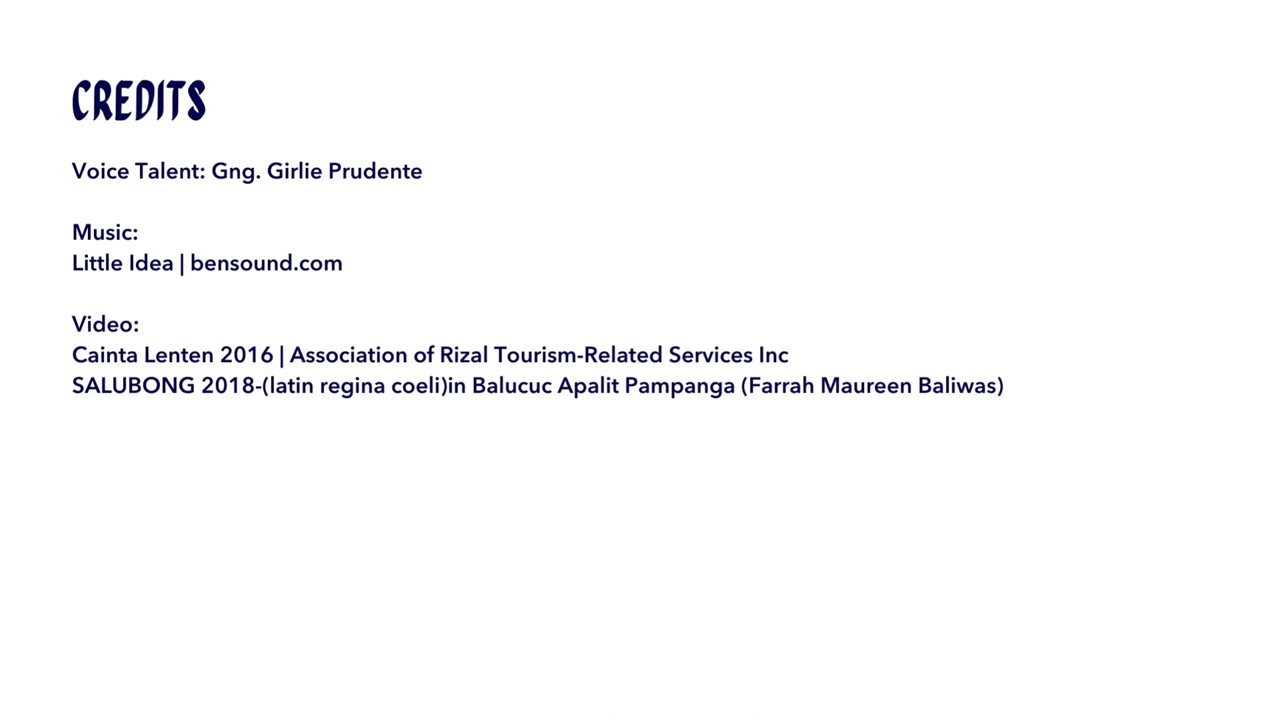 CREDITS
Voice Talent: Gng. Girlie Prudente
Music:
Little Idea | bensound.com
Video:
Cainta Lenten 2016 | Association of Rizal Tourism-Related Services Inc
SALUBONG 2018-(latin regina coeli)in Balucuc Apalit Pampanga (Farrah Maureen Baliwas)